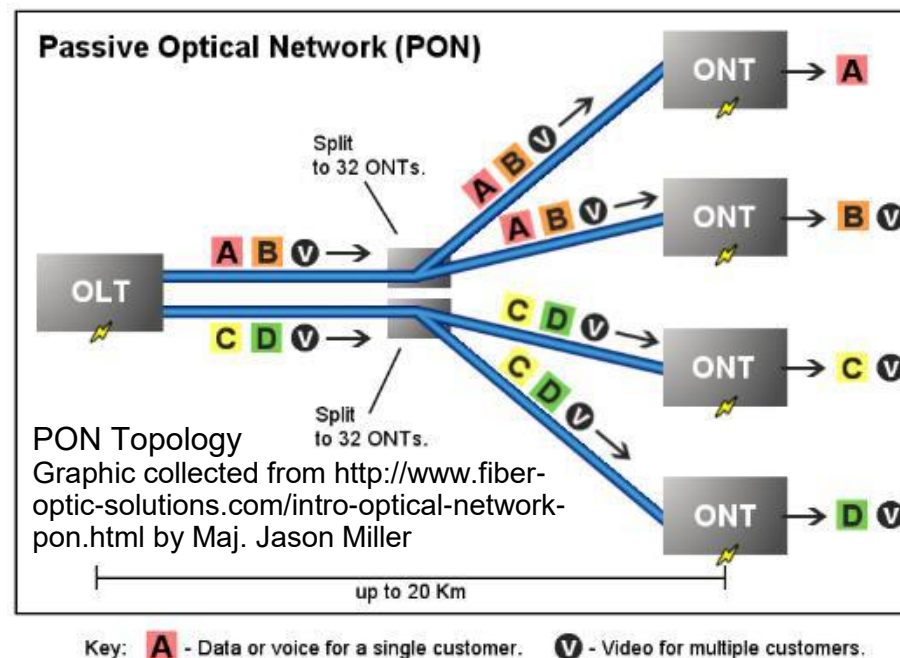 Passive Optical Network (PON)
ONT
A
Split
to 32 ONTs.
A B V
A B V
ONT
B V
A B V
OLT
C D V
C D V
ONT
C V
C D V
Split
to 32 ONTs.
PON Topology
Graphic collected from http://www.fiber-
optic-solutions.com/intro-optical-network-
pon.html by Maj. Jason Miller
ONT
D V
up to 20 Km
Key: A - Data or voice for a single customer. V - Video for multiple customers.